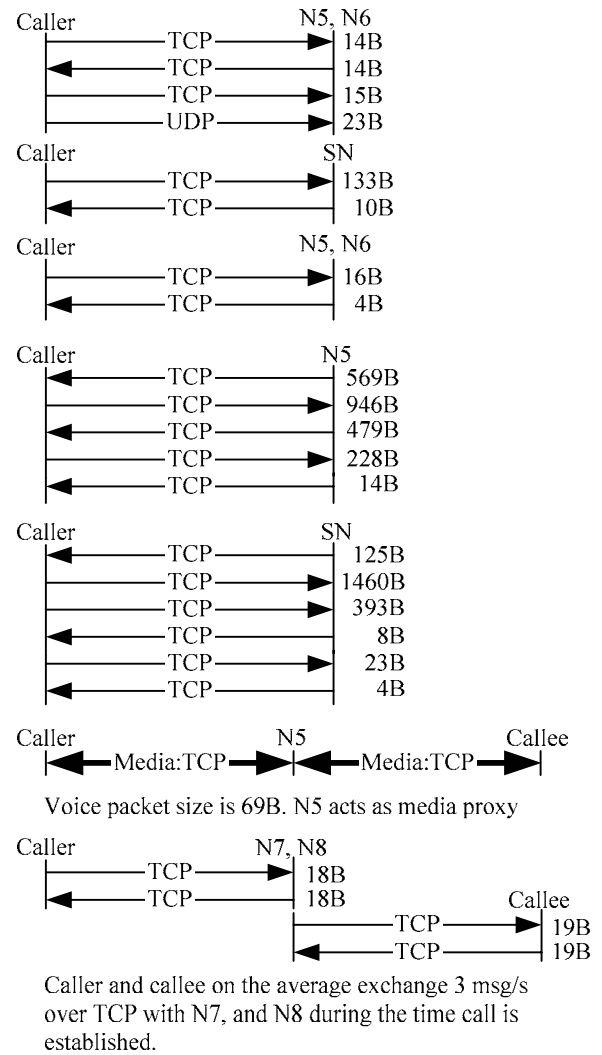 Caller N5, N6
TCP 14B
TCP 14B
TCP 15B
UDP 23B
Caller SN
TCP 133B
TCP 10B
Caller N5, N6
TCP 16B
TCP 4B
Caller N5
TCP 569B
TCP 946B
TCP 479B
TCP 228B
TCP 14B
Caller SN
TCP 125B
TCP 1460B
TCP 393B
TCP 8B
TCP 23B
TCP 4B
Caller N5 Callee
Media:TCP Media:TCP
Voice packet size is 69B. N5 acts as media proxy
Caller N7, N8
TCP 18B
TCP 18B Callee
TCP 19B
TCP 19B
Caller and callee on the average exchange 3 msg/s
over TCP with N7, and N8 during the time call is
established.